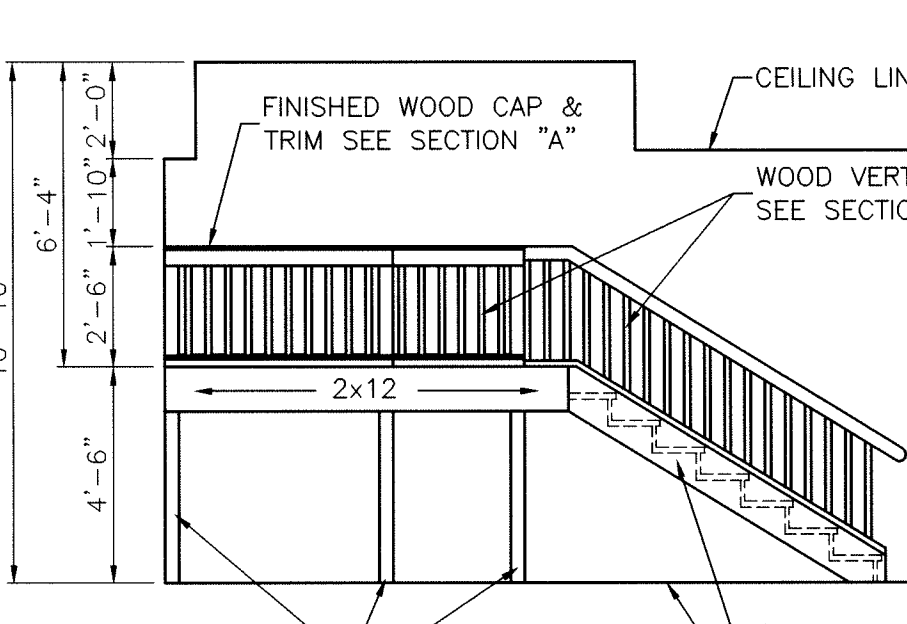 CEILING LIN
FINISHED WOOD CAP &
TRIM SEE SECTION "A"
WOOD VERT
SEE SECTIO
2'-0"
1'-10"
6'-4"
2'-6"
4'-6"
2x12